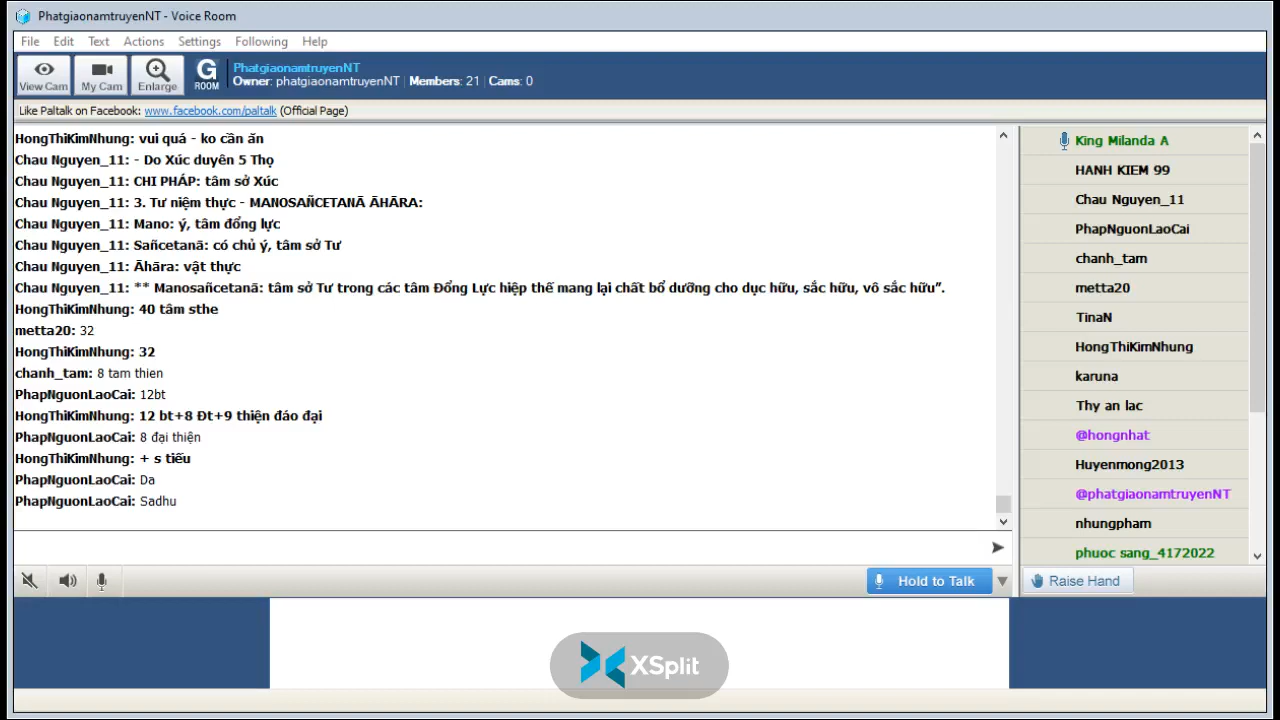 PhatgiaonamtruyenNT - Voice Room
File Edit Text Actions Settings Following Help
View Cam
My Cam
Enlarge
G
ROOM
PhatgiaonamtruyenNT
Owner: phatgiaonamtruyenNT | Members: 21 | Cams: 0
Like Paltalk on Facebook: www.facebook.com/paltalk (Official Page)
HongThiKimNhung: vui quá - ko cần ăn
Chau Nguyen_11: - Do Xúc duyên 5 Thọ
Chau Nguyen_11: CHI PHÁP: tâm sở Xúc
Chau Nguyen_11: 3. Tư niệm thực - MANOSAÑCETANĀ ĀHĀRA:
Chau Nguyen_11: Mano: ý, tâm đổng lực
Chau Nguyen_11: Sañcetanā: có chủ ý, tâm sở Tư
Chau Nguyen_11: Āhāra: vật thực
Chau Nguyen_11: ** Manosañcetanā: tâm sở Tư trong các tâm Đổng Lực hiệp thế mang lại chất bổ dưỡng cho dục hữu, sắc hữu, vô sắc hữu”.
HongThiKimNhung: 40 tâm sthe
metta20: 32
HongThiKimNhung: 32
chanh_tam: 8 tam thien
PhapNguonLaoCai: 12bt
HongThiKimNhung: 12 bt+8 Đt+9 thiện đáo đại
PhapNguonLaoCai: 8 đại thiện
HongThiKimNhung: + s tiếu
PhapNguonLaoCai: Da
PhapNguonLaoCai: Sadhu
King Milanda A
HANH KIEM 99
Chau Nguyen_11
PhapNguonLaoCai
chanh_tam
metta20
TinaN
HongThiKimNhung
karuna
Thy an lac
@hongnhat
Huyenmong2013
@phatgiaonamtruyenNT
nhungpham
phuoc sang_4172022
Hold to Talk
Raise Hand
XSplit